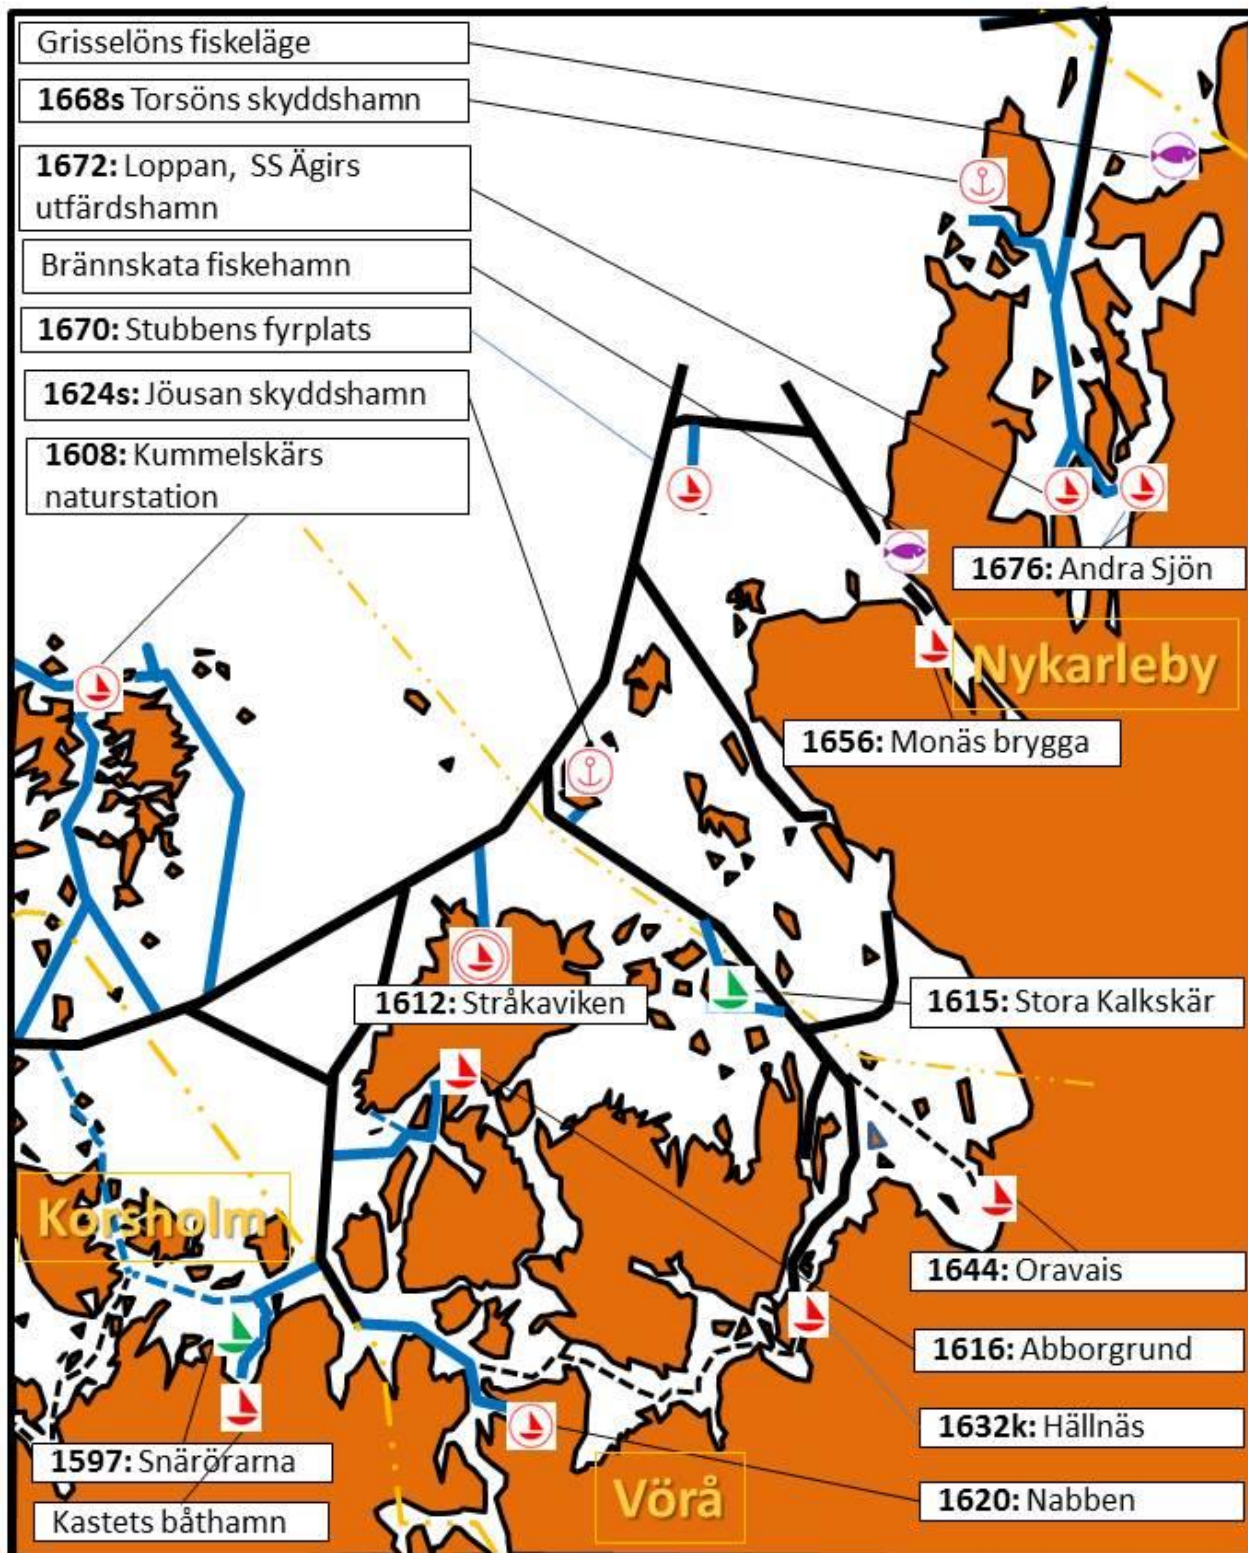 Grisselöns fiskeläge
1668s Torsöns skyddshamn
1672: Loppan, SS Ägirs
utfärdshamn
Brännskata fiskehamn
1670: Stubbens fyrplats
1624s: Jöusan skyddshamn
1608: Kummelskärs
naturstation
1676: Andra Sjön
Nykarleby
1656: Monäs brygga
1612: Stråkaviken
1615: Stora Kalkskär
Korsholm
1644: Oravais
1616: Abborgrund
1632k: Hällnäs
1597: Snärörarna
Vörå
1620: Nabben
Kastets båthamn